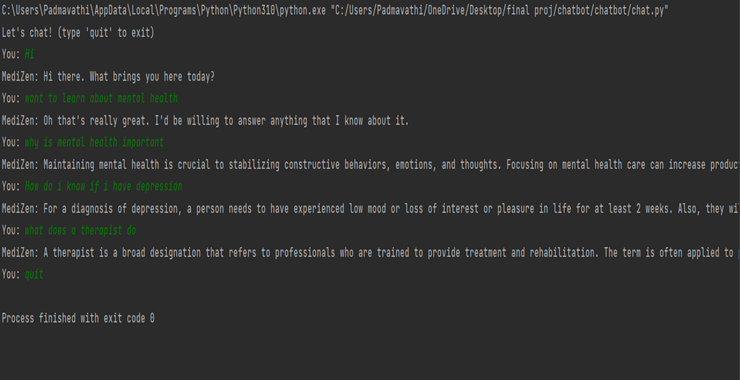 C:\Users\Padmavathi\AppData\Local\Programs\Python\Python310\python.exe "C:/Users/Padmavathi/OneDrive/Desktop/final proj/chatbot/chatbot/chat.py"
Let's chat! (type 'quit' to exit)
You: Hi
MediZen: Hi there. What brings you here today?
You: want to learn about mental health
MediZen: Oh that's really great. I'd be willing to answer anything that I know about it.
You: why is mental health important
MediZen: Maintaining mental health is crucial to stabilizing constructive behaviors, emotions, and thoughts. Focusing on mental health care can increase produc
You: How do i know if i have depression
MediZen: For a diagnosis of depression, a person needs to have experienced low mood or loss of interest or pleasure in life for at least 2 weeks. Also, they wi
You: what does a therapist do
MediZen: A therapist is a broad designation that refers to professionals who are trained to provide treatment and rehabilitation. The term is often applied to
You: quit
Process finished with exit code 0